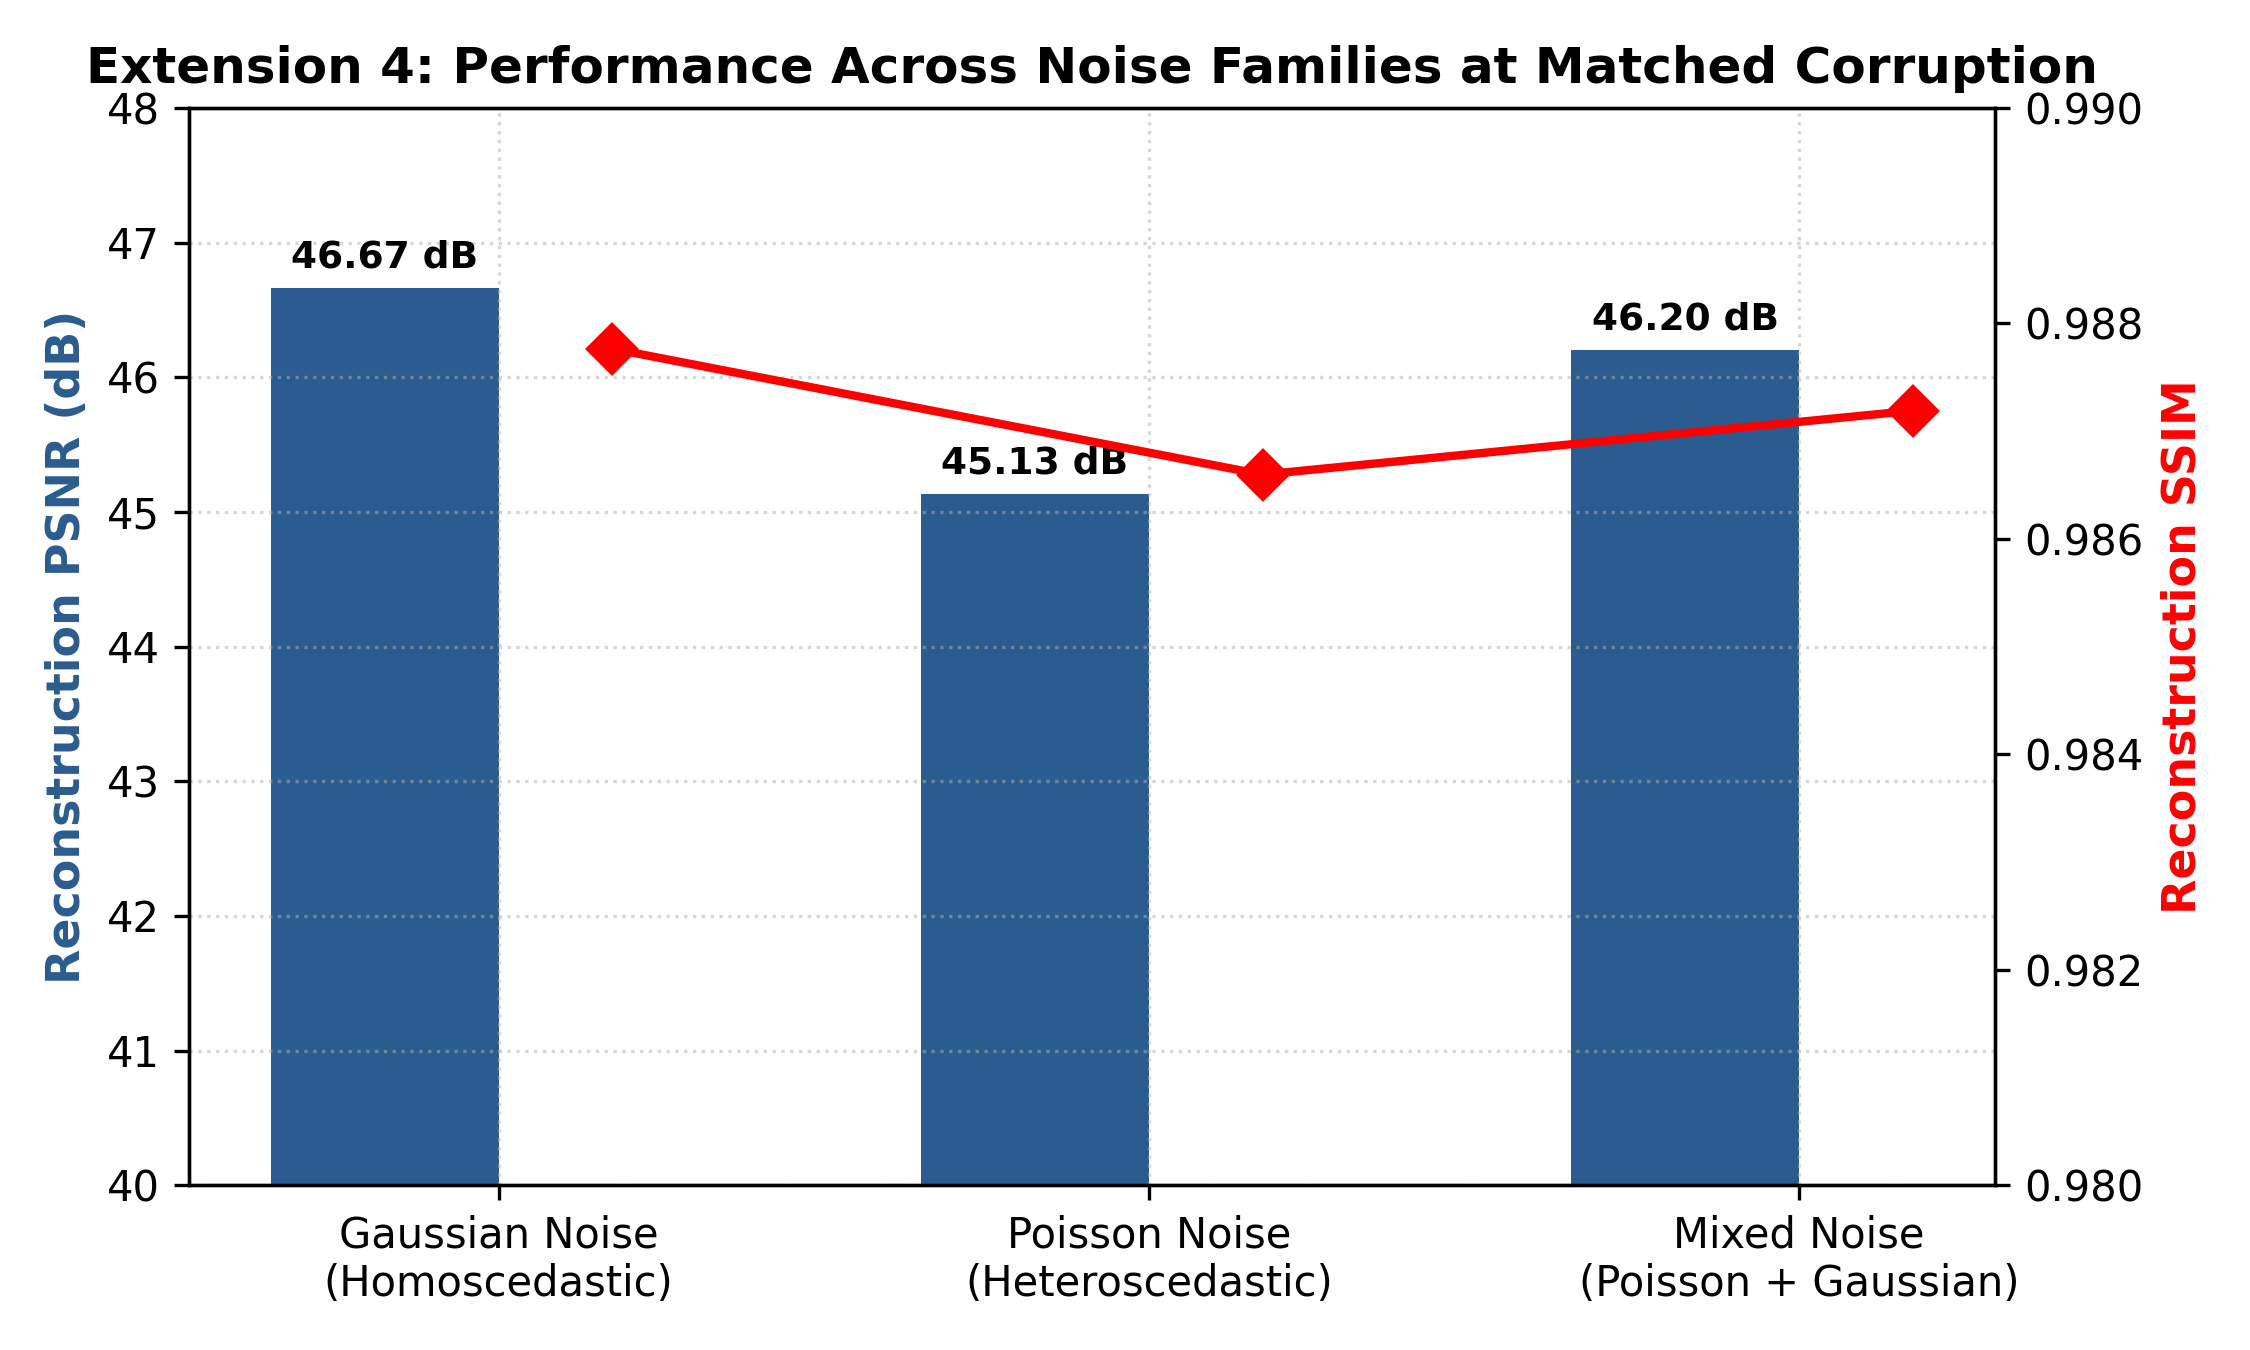 Extension 4: Performance Across Noise Families at Matched Corruption
48
47
46
45
44
43
42
41
40
Reconstruction PSNR (dB)
46.67 dB
45.13 dB
46.20 dB
0.990
0.988
0.986
0.984
0.982
0.980
Reconstruction SSIM
Gaussian Noise
(Homoscedastic)
Poisson Noise
(Heteroscedastic)
Mixed Noise
(Poisson + Gaussian)